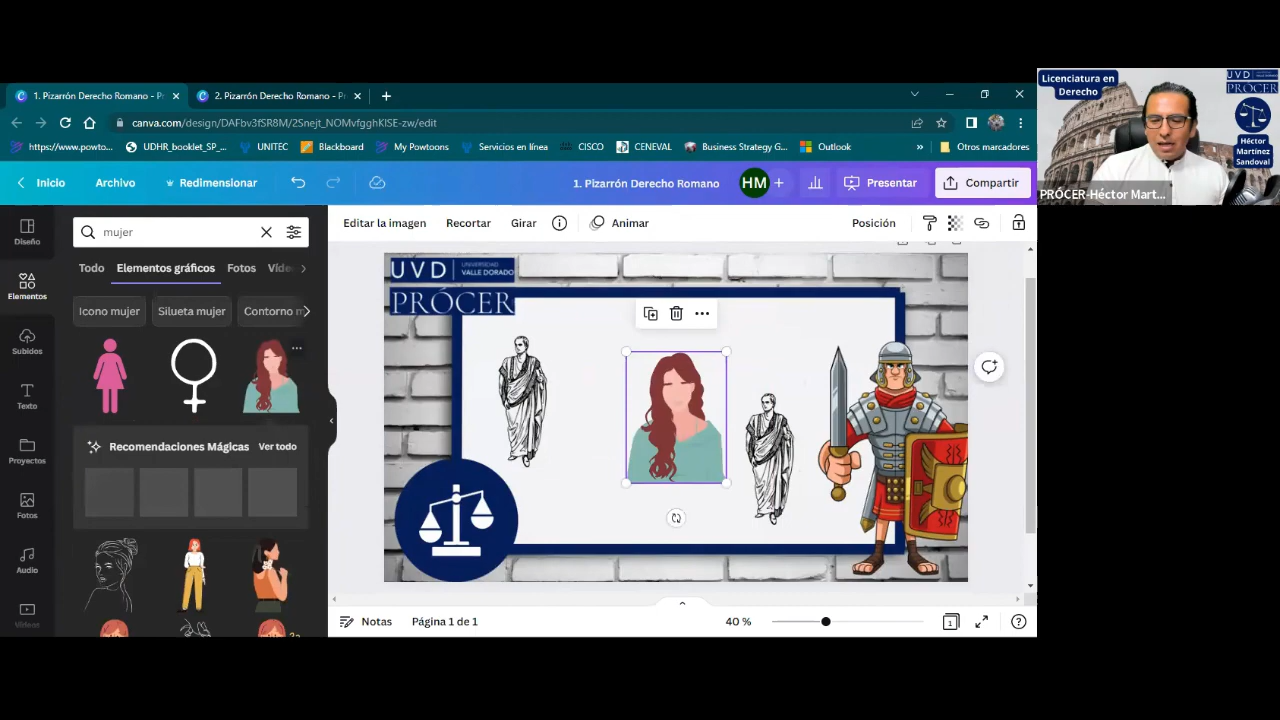 1. Pizarrón Derecho Romano - P
2. Pizarrón Derecho Romano - P
canva.com/design/DAFbv3fSR8M/2Snejt_NOMvfgghKlSE-zw/edit
https://www.powto...
UDHR_booklet_SP_...
UNITEC
Blackboard
My Powtoons
Servicios en línea
CISCO
CENEVAL
Business Strategy G...
Outlook
»
Otros marcadores
Inicio
Archivo
Redimensionar
1. Pizarrón Derecho Romano
HM
Presentar
Compartir
Diseño
Elementos
Subidos
Texto
Proyectos
Fotos
Audio
Videos
mujer
Todo
Elementos gráficos
Fotos
Víde
Icono mujer
Silueta mujer
Contorno m
Recomendaciones Mágicas
Ver todo
Editar la imagen
Recortar
Girar
Animar
Posición
UVD
UNIVERSIDAD
VALLE DORADO
PRÓCER
Notas
Página 1 de 1
40 %
1
Licenciatura en
Derecho
UVD
PRÓCER
Héctor
Martínez
Sandoval
PRÓCER-Héctor Mart...